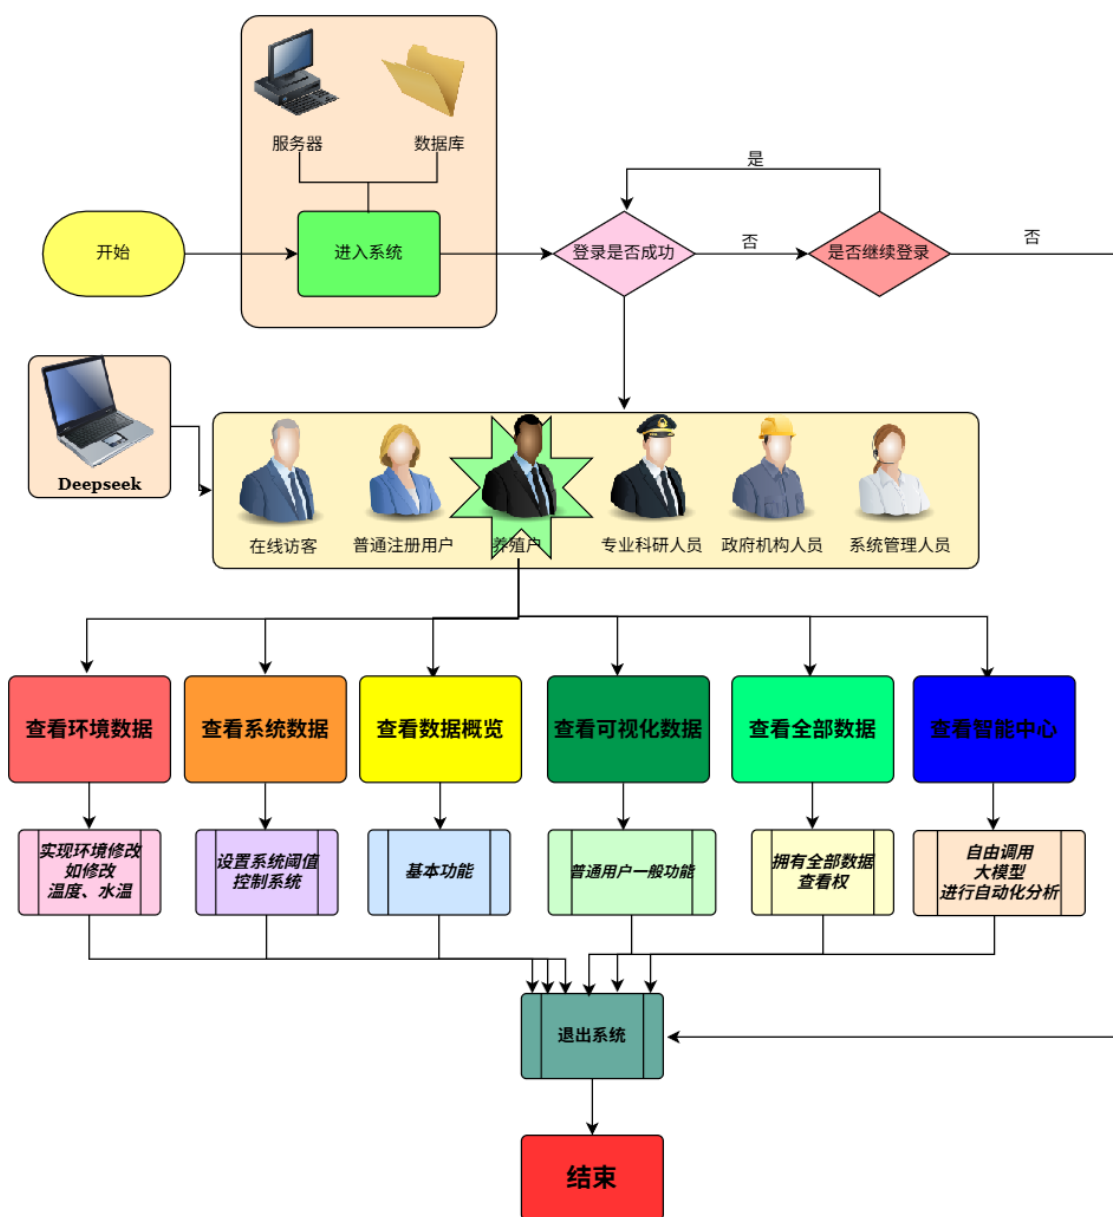 服务器
数据库
是
开始
进入系统
登录是否成功
否
是否继续登录
否
Deepseek
在线访客
普通注册用户
养殖户
专业科研人员
政府机构人员
系统管理人员
查看环境数据
查看系统数据
查看数据概览
查看可视化数据
查看全部数据
查看智能中心
实现环境修改
如修改
温度、水温
设置系统阈值
控制系统
基本功能
普通用户一般功能
拥有全部数据
查看权
自由调用
大模型
进行自动化分析
退出系统
结束